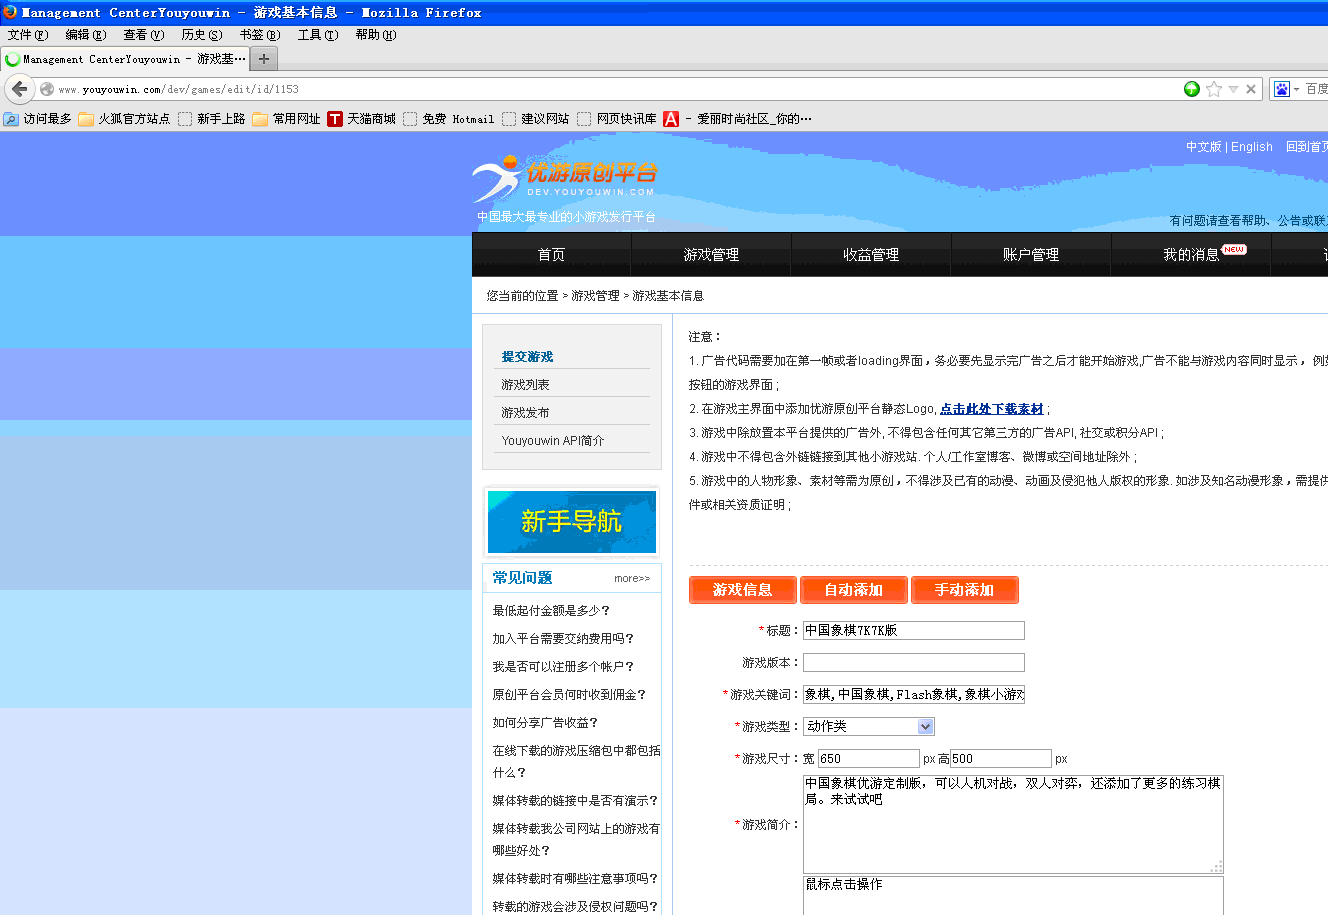 Management CenterYouyouwin - 游戏基本信息 - Mozilla Firefox
文件(F) 编辑(E) 查看(V) 历史(S) 书签(B) 工具(T) 帮助(H)
Management CenterYouyouwin - 游戏基… +
www.youyouwin.com/dev/games/edit/id/1153 百度
访问最多 火狐官方站点 新手上路 常用网址 天猫商城 免费 Hotmail 建议网站 网页快讯库 - 爱丽时尚社区_你的…
中文版 | English 回到首页
优游原创平台
DEV.YOUYOUWIN.COM
中国最大最专业的小游戏发行平台
有问题请查看帮助、公告或联
首页 游戏管理 收益管理 账户管理 我的消息 NEW
您当前的位置 > 游戏管理 > 游戏基本信息
提交游戏
游戏列表
游戏发布
Youyouwin API简介
新手导航
常见问题 more>>
最低起付金额是多少?
加入平台需要交纳费用吗?
我是否可以注册多个帐户?
原创平台会员何时收到佣金?
如何分享广告收益?
在线下载的游戏压缩包中都包括
什么?
媒体转载的链接中是否有演示?
媒体转载我公司网站上的游戏有
哪些好处?
媒体转载时有哪些注意事项吗?
转载的游戏会涉及侵权问题吗?
注意：
1. 广告代码需要加在第一帧或者loading界面，务必要先显示完广告之后才能开始游戏,广告不能与游戏内容同时显示，例如
按钮的游戏界面；
2. 在游戏主界面中添加优游原创平台静态Logo, 点击此处下载素材；
3. 游戏中除放置本平台提供的广告外, 不得包含任何其它第三方的广告API, 社交或积分API；
4. 游戏中不得包含外链链接到其他小游戏站. 个人/工作室博客、微博或空间地址除外；
5. 游戏中的人物形象、素材等需为原创，不得涉及已有的动漫、动画及侵犯他人版权的形象. 如涉及知名动漫形象，需提供
件或相关资质证明；
游戏信息 自动添加 手动添加
*标题： 中国象棋7K7K版
游戏版本：
*游戏关键词： 象棋,中国象棋,Flash象棋,象棋小游戏
*游戏类型： 动作类
*游戏尺寸： 宽 650 px 高 500 px
*游戏简介： 中国象棋优游定制版，可以人机对战，双人对弈，还添加了更多的练习棋
局。来试试吧
鼠标点击操作